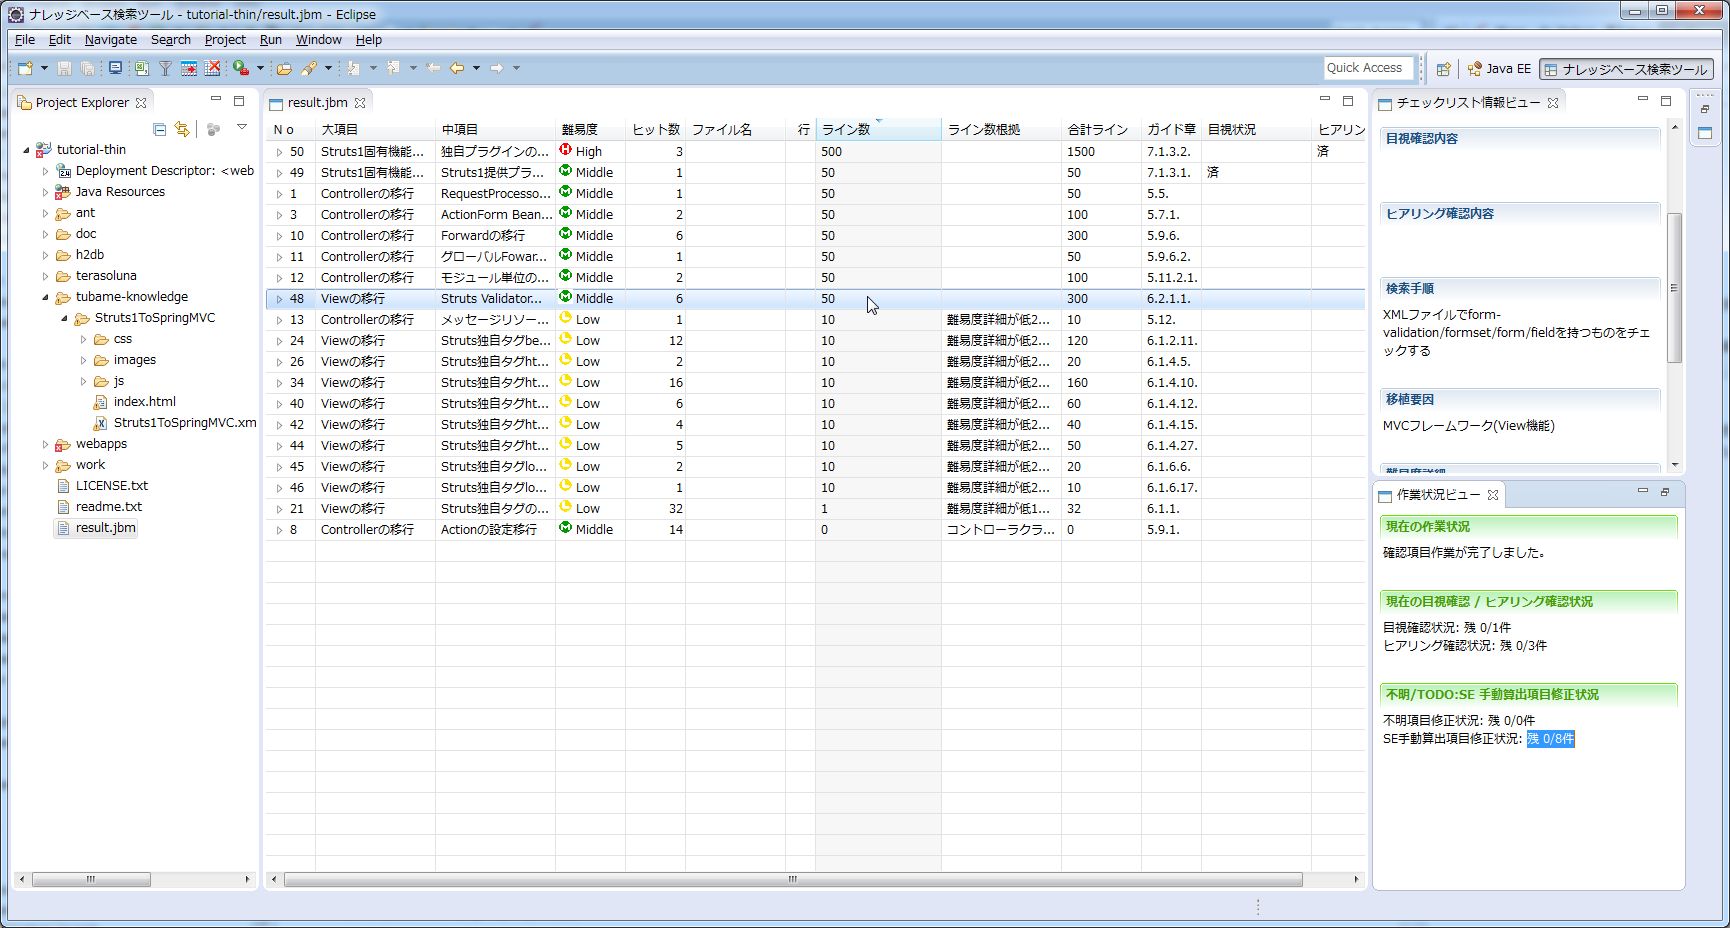 ナレッジベース検索ツール - tutorial-thin/result.jbm - Eclipse
File Edit Navigate Search Project Run Window Help
Quick Access
Java EE
ナレッジベース検索ツール
Project Explorer
tutorial-thin
Deployment Descriptor: <web
Java Resources
ant
doc
h2db
terasoluna
tubame-knowledge
Struts1ToSpringMVC
css
images
js
index.html
Struts1ToSpringMVC.xm
webapps
work
LICENSE.txt
readme.txt
result.jbm
result.jbm
No 大項目 中項目 難易度 ヒット数 ファイル名 行 ライン数 ライン数根拠 合計ライン ガイド章 目視状況 ヒアリン
50 Struts1固有機能... 独自プラグインの... High 3 500 1500 7.1.3.2. 済
49 Struts1固有機能... Struts1提供プラ... Middle 1 50 50 7.1.3.1. 済
1 Controllerの移行 RequestProcesso... Middle 1 50 50 5.5.
3 Controllerの移行 ActionForm Bean... Middle 2 50 100 5.7.1.
10 Controllerの移行 Forwardの移行 Middle 6 50 300 5.9.6.
11 Controllerの移行 グローバルFowar... Middle 1 50 50 5.9.6.2.
12 Controllerの移行 モジュール単位の... Middle 2 50 100 5.11.2.1.
48 Viewの移行 Struts Validator... Middle 6 50 300 6.2.1.1.
13 Controllerの移行 メッセージリソー... Low 1 10 難易度詳細が低2... 10 5.12.
24 Viewの移行 Struts独自タグbe... Low 12 10 難易度詳細が低2... 120 6.1.2.11.
26 Viewの移行 Struts独自タグht... Low 2 10 難易度詳細が低2... 20 6.1.4.5.
34 Viewの移行 Struts独自タグht... Low 16 10 難易度詳細が低2... 160 6.1.4.10.
40 Viewの移行 Struts独自タグht... Low 6 10 難易度詳細が低2... 60 6.1.4.12.
42 Viewの移行 Struts独自タグht... Low 4 10 難易度詳細が低2... 40 6.1.4.15.
44 Viewの移行 Struts独自タグht... Low 5 10 難易度詳細が低2... 50 6.1.4.27.
45 Viewの移行 Struts独自タグlo... Low 2 10 難易度詳細が低2... 20 6.1.6.6.
46 Viewの移行 Struts独自タグlo... Low 1 10 難易度詳細が低2... 10 6.1.6.17.
21 Viewの移行 Struts独自タグの... Low 32 1 難易度詳細が低1... 32 6.1.1.
8 Controllerの移行 Actionの設定移行 Middle 14 0 コントローラクラ... 0 5.9.1.
チェックリスト情報ビュー
目視確認内容
ヒアリング確認内容
検索手順
XMLファイルでform-
validation/formset/form/fieldを持つものをチェ
ックする
移植要因
MVCフレームワーク(View機能)
難易度詳細
作業状況ビュー
現在の作業状況
確認項目作業が完了しました。
現在の目視確認 / ヒアリング確認状況
目視確認状況: 残 0/1件
ヒアリング確認状況: 残 0/3件
不明/TODO:SE 手動算出項目修正状況
不明項目修正状況: 残 0/0件
SE手動算出項目修正状況: 残 0/8件